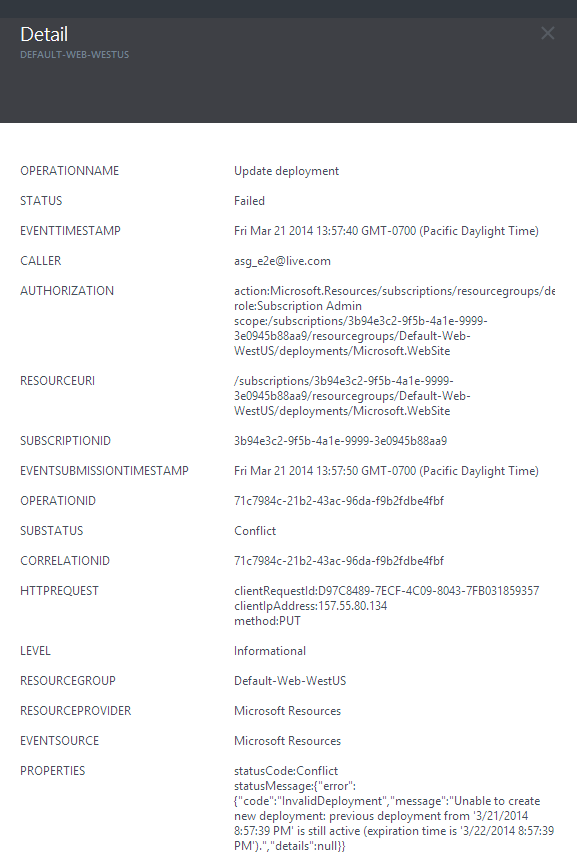 Detail
DEFAULT-WEB-WESTUS
OPERATIONNAME Update deployment
STATUS Failed
EVENTTIMESTAMP Fri Mar 21 2014 13:57:40 GMT-0700 (Pacific Daylight Time)
CALLER asg_e2e@live.com
AUTHORIZATION action:Microsoft.Resources/subscriptions/resourcegroups/de
role:Subscription Admin
scope:/subscriptions/3b94e3c2-9f5b-4a1e-9999-
3e0945b88aa9/resourcegroups/Default-Web-
WestUS/deployments/Microsoft.WebSite
RESOURCEURI /subscriptions/3b94e3c2-9f5b-4a1e-9999-
3e0945b88aa9/resourcegroups/Default-Web-
WestUS/deployments/Microsoft.WebSite
SUBSCRIPTIONID 3b94e3c2-9f5b-4a1e-9999-3e0945b88aa9
EVENTSUBMISSIONTIMESTAMP Fri Mar 21 2014 13:57:50 GMT-0700 (Pacific Daylight Time)
OPERATIONID 71c7984c-21b2-43ac-96da-f9b2fdbe4fbf
SUBSTATUS Conflict
CORRELATIONID 71c7984c-21b2-43ac-96da-f9b2fdbe4fbf
HTTPREQUEST clientRequestId:D97C8489-7ECF-4C09-8043-7FB031859357
clientIpAddress:157.55.80.134
method:PUT
LEVEL Informational
RESOURCEGROUP Default-Web-WestUS
RESOURCEPROVIDER Microsoft Resources
EVENTSOURCE Microsoft Resources
PROPERTIES statusCode:Conflict
statusMessage:{"error":
{"code":"InvalidDeployment","message":"Unable to create
new deployment: previous deployment from '3/21/2014
8:57:39 PM' is still active (expiration time is '3/22/2014 8:57:39
PM').","details":null}}